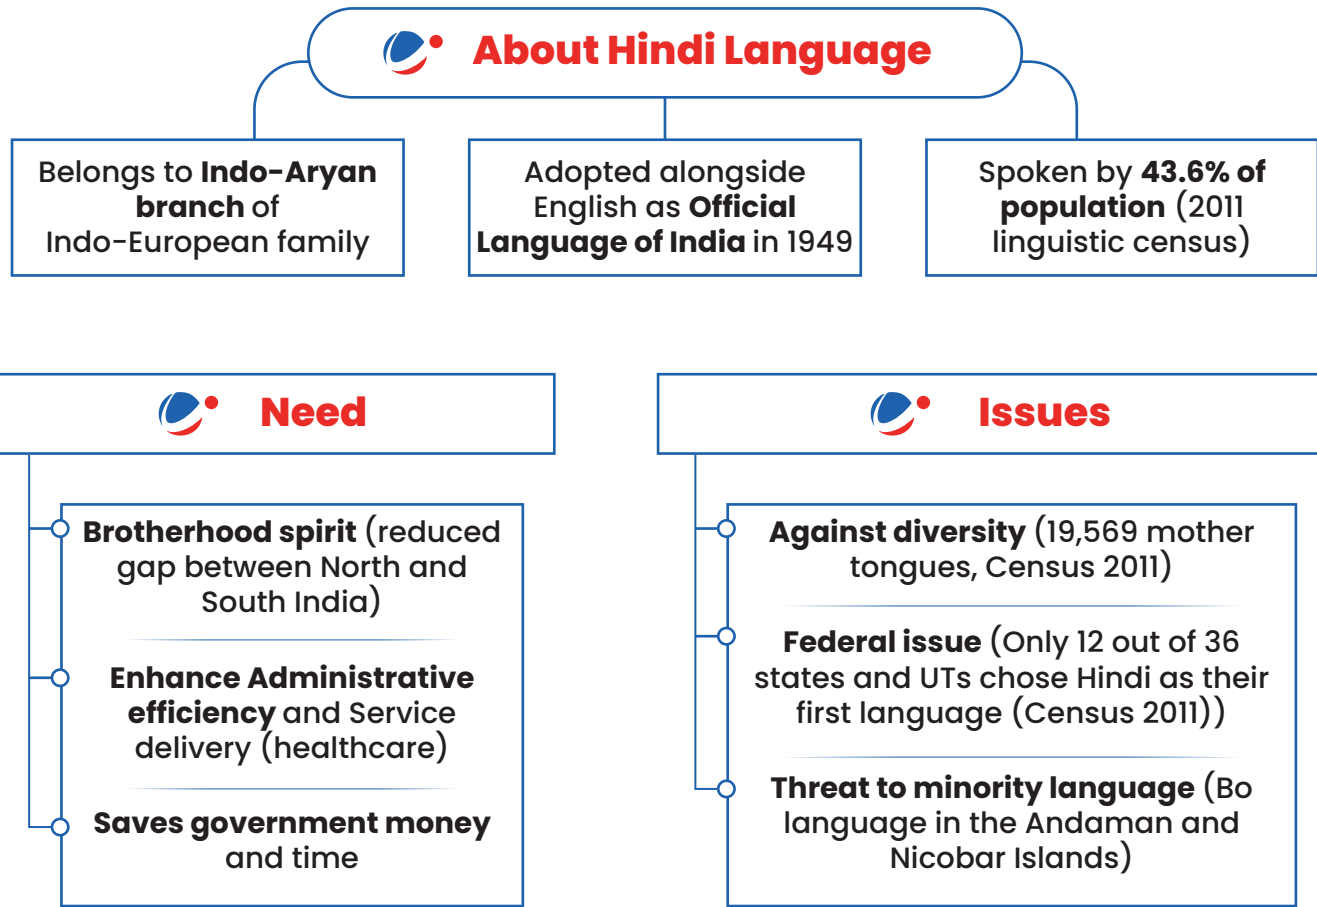 About Hindi Language
Belongs to Indo-Aryan
branch of
Indo-European family
Adopted alongside
English as Official
Language of India in 1949
Spoken by 43.6% of
population (2011
linguistic census)
Need
Brotherhood spirit (reduced
gap between North and
South India)
Enhance Administrative
efficiency and Service
delivery (healthcare)
Saves government money
and time
Issues
Against diversity (19,569 mother
tongues, Census 2011)
Federal issue (Only 12 out of 36
states and UTs chose Hindi as their
first language (Census 2011))
Threat to minority language (Bo
language in the Andaman and
Nicobar Islands)